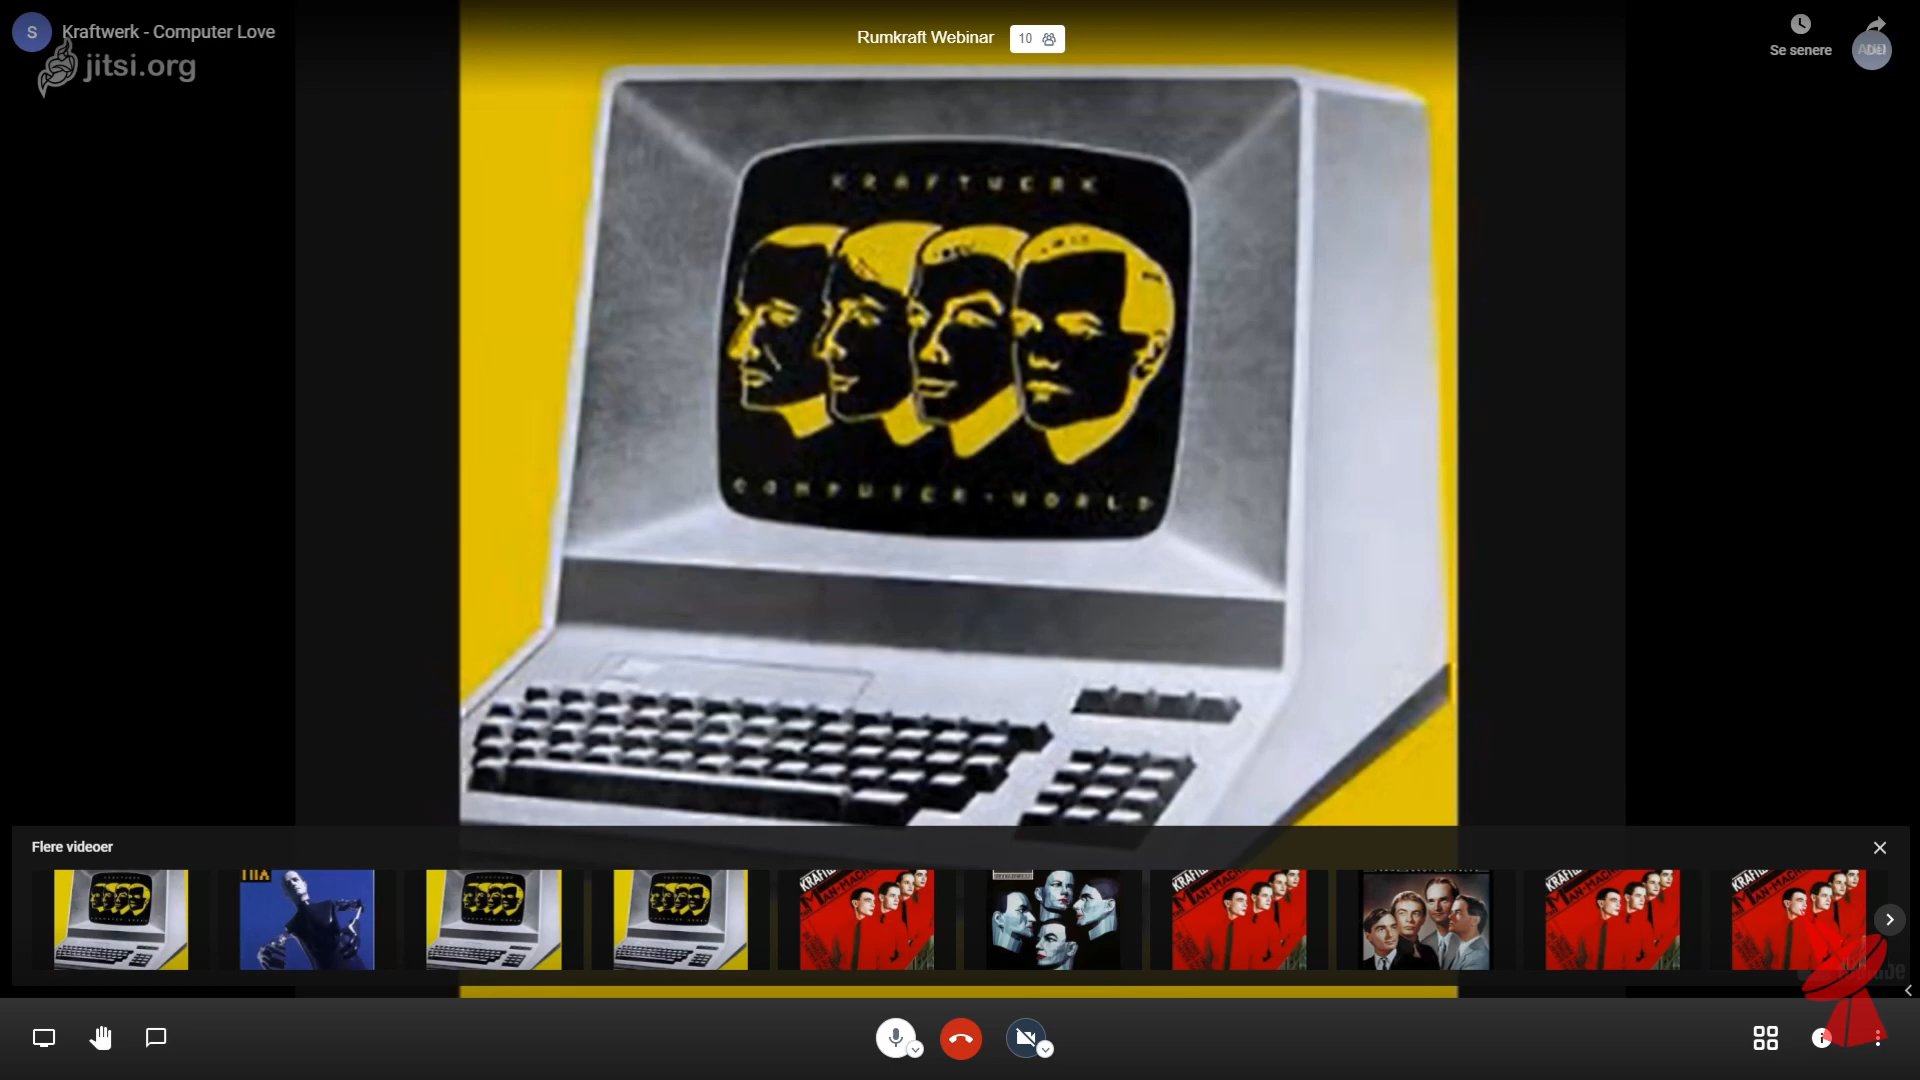 S
Kraftwerk - Computer Love
jitsi.org
Rumkraft Webinar
10
Se senere
KRAFTWERK
COMPUTER-WORLD
Flere videoer